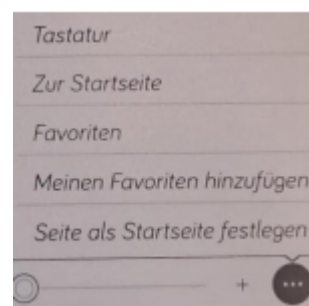 Tastatur
Zur Startseite
Favoriten
Meinen Favoriten hinzufügen
Seite als Startseite festlegen
+ ...